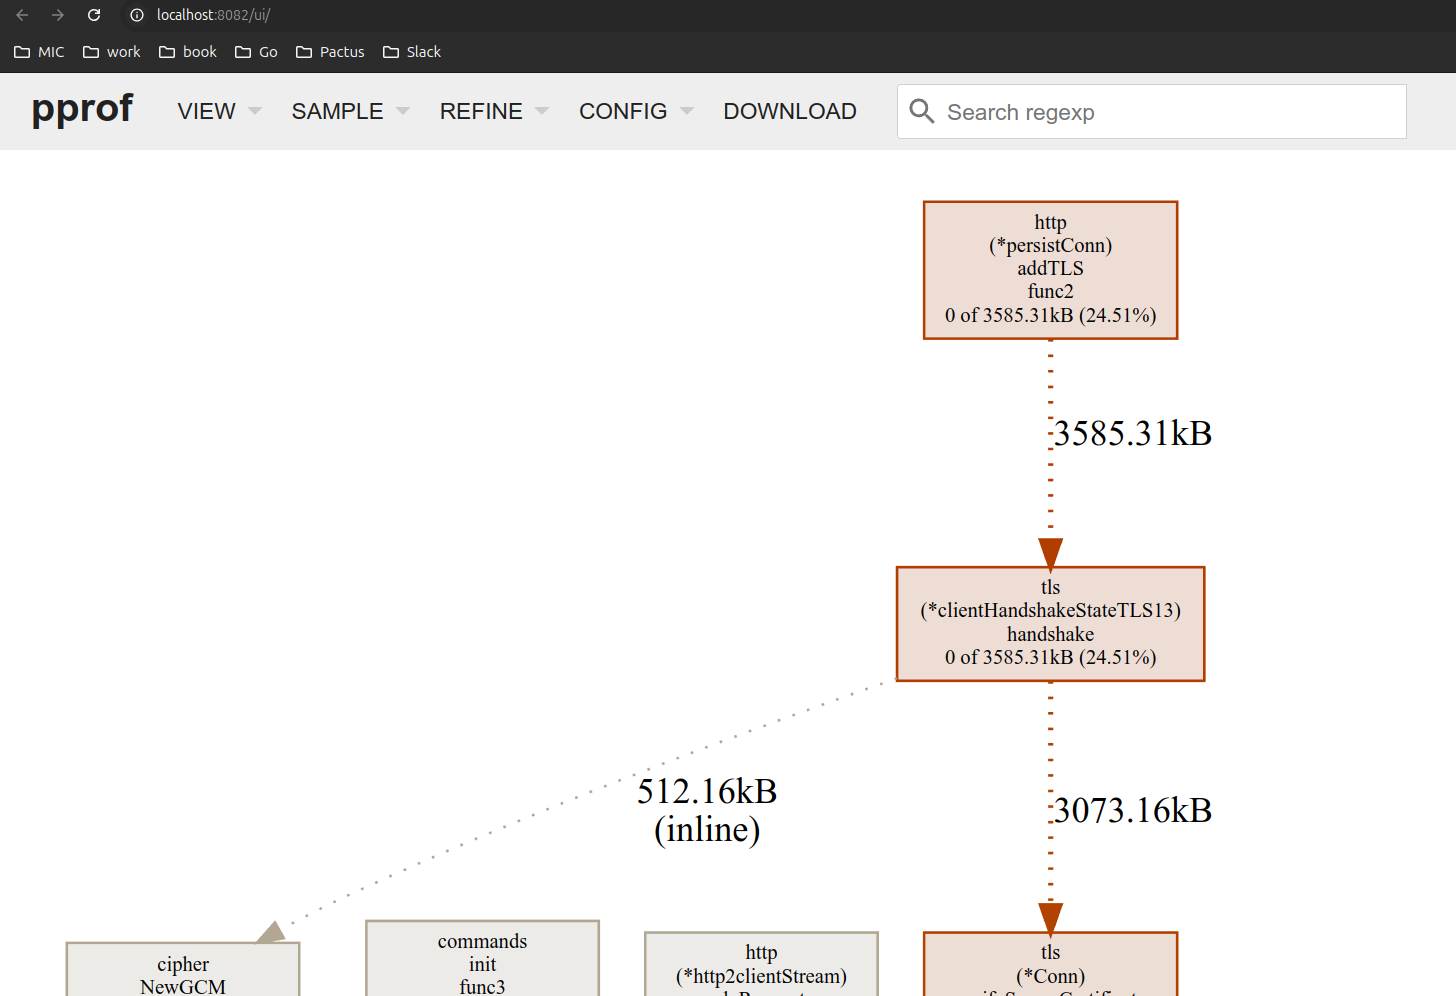 localhost:8082/ui/
MIC work book Go Pactus Slack
pprof VIEW SAMPLE REFINE CONFIG DOWNLOAD Search regexp
http
(*persistConn)
addTLS
func2
0 of 3585.31kB (24.51%)
3585.31kB
tls
(*clientHandshakeStateTLS13)
handshake
0 of 3585.31kB (24.51%)
512.16kB
(inline)
3073.16kB
cipher
NewGCM
commands
init
func3
http
(*http2clientStream)
tls
(*Conn)